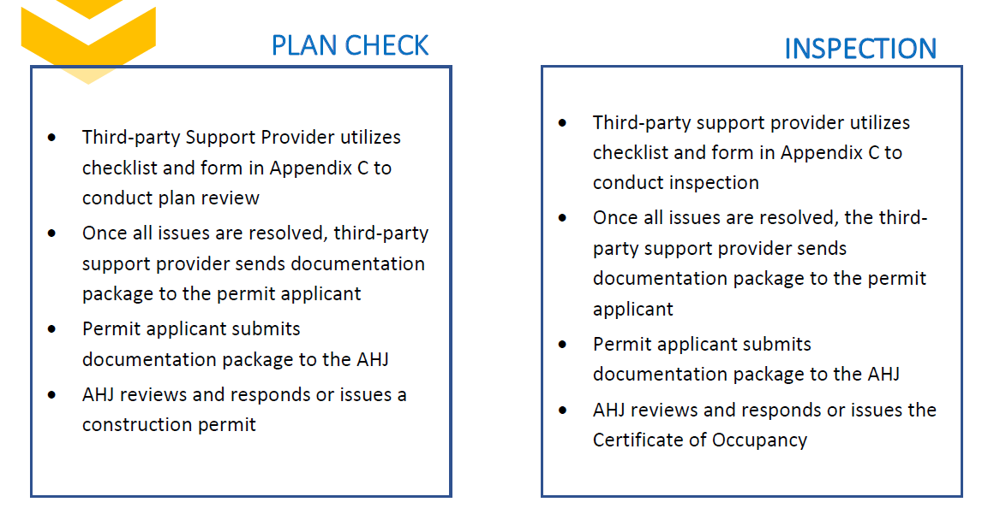 PLAN CHECK
• Third-party Support Provider utilizes
checklist and form in Appendix C to
conduct plan review
• Once all issues are resolved, third-party
support provider sends documentation
package to the permit applicant
• Permit applicant submits
documentation package to the AHJ
• AHJ reviews and responds or issues a
construction permit
INSPECTION
• Third-party support provider utilizes
checklist and form in Appendix C to
conduct inspection
• Once all issues are resolved, the third-
party support provider sends
documentation package to the permit
applicant
• Permit applicant submits
documentation package to the AHJ
• AHJ reviews and responds or issues the
Certificate of Occupancy